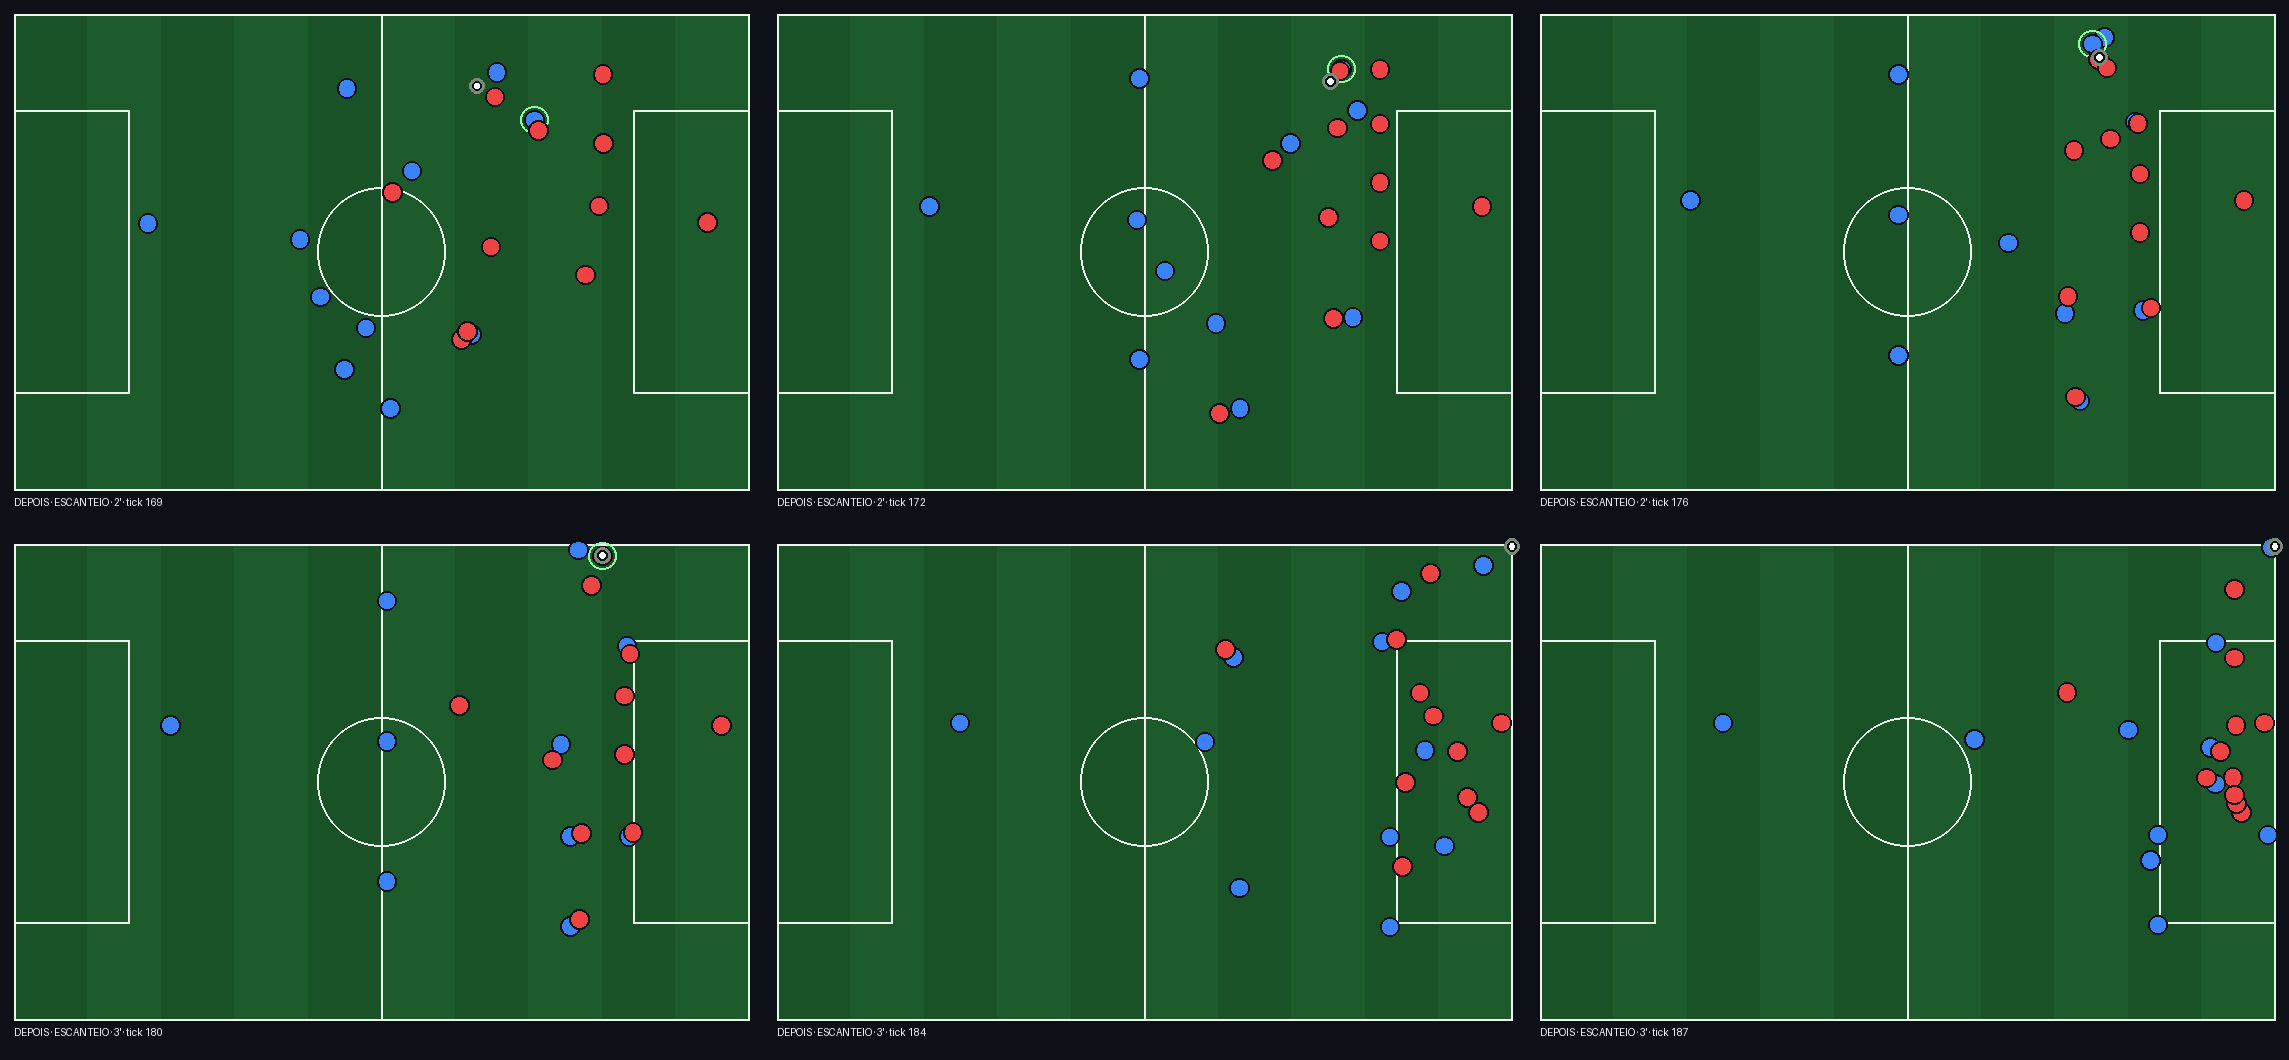 DEPOIS · ESCANTEIO · 2' · tick 169
DEPOIS · ESCANTEIO · 2' · tick 172
DEPOIS · ESCANTEIO · 2' · tick 176
DEPOIS · ESCANTEIO · 3' · tick 180
DEPOIS · ESCANTEIO · 3' · tick 184
DEPOIS · ESCANTEIO · 3' · tick 187